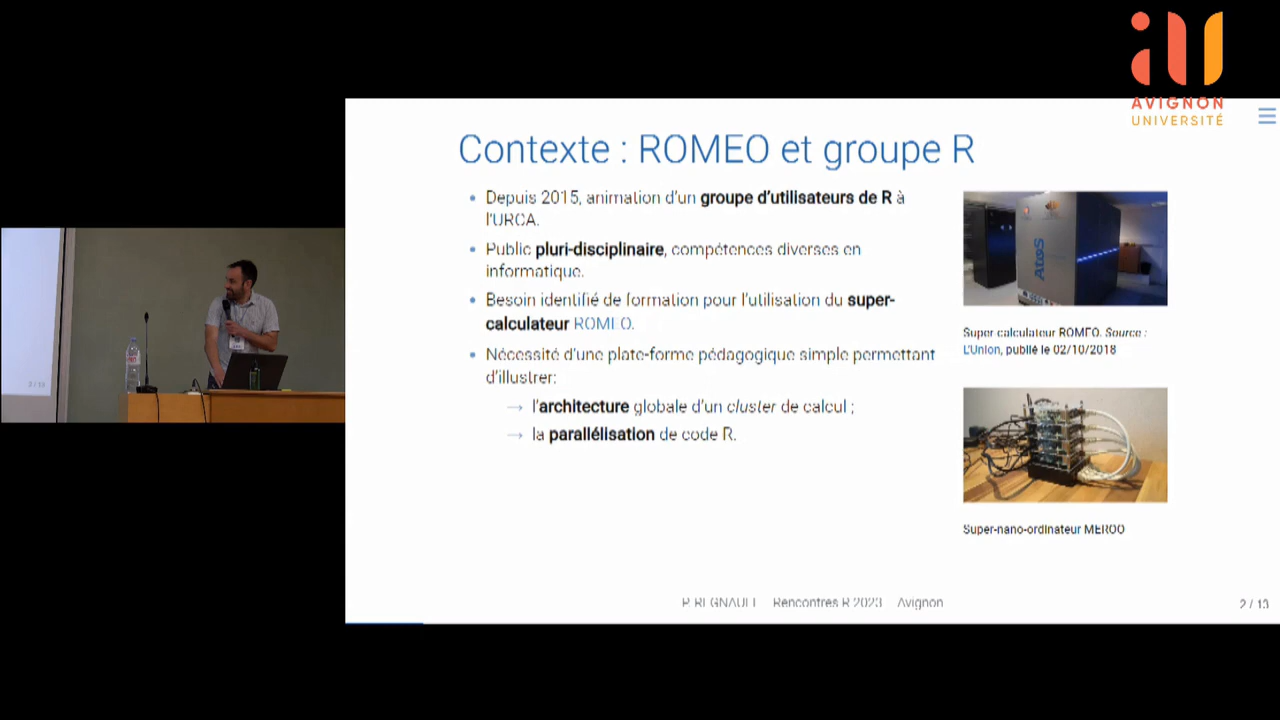 AVIGNON
UNIVERSITÉ
Contexte : ROMEO et groupe R
Depuis 2015, animation d'un groupe d'utilisateurs de R à
l'URCA.
Public pluri-disciplinaire, compétences diverses en
informatique.
Besoin identifié de formation pour l'utilisation du super-
calculateur ROMEO.
Nécessité d'une plate-forme pédagogique simple permettant
d'illustrer:
→ l'architecture globale d'un cluster de calcul ;
→ la parallélisation de code R.
Atos
Super calculateur ROMEO. Source :
L'Union, publié le 02/10/2018
Super-nano-ordinateur MEROO
P. REGNAULT Rencontres R 2023 Avignon
2 / 13
2 / 13